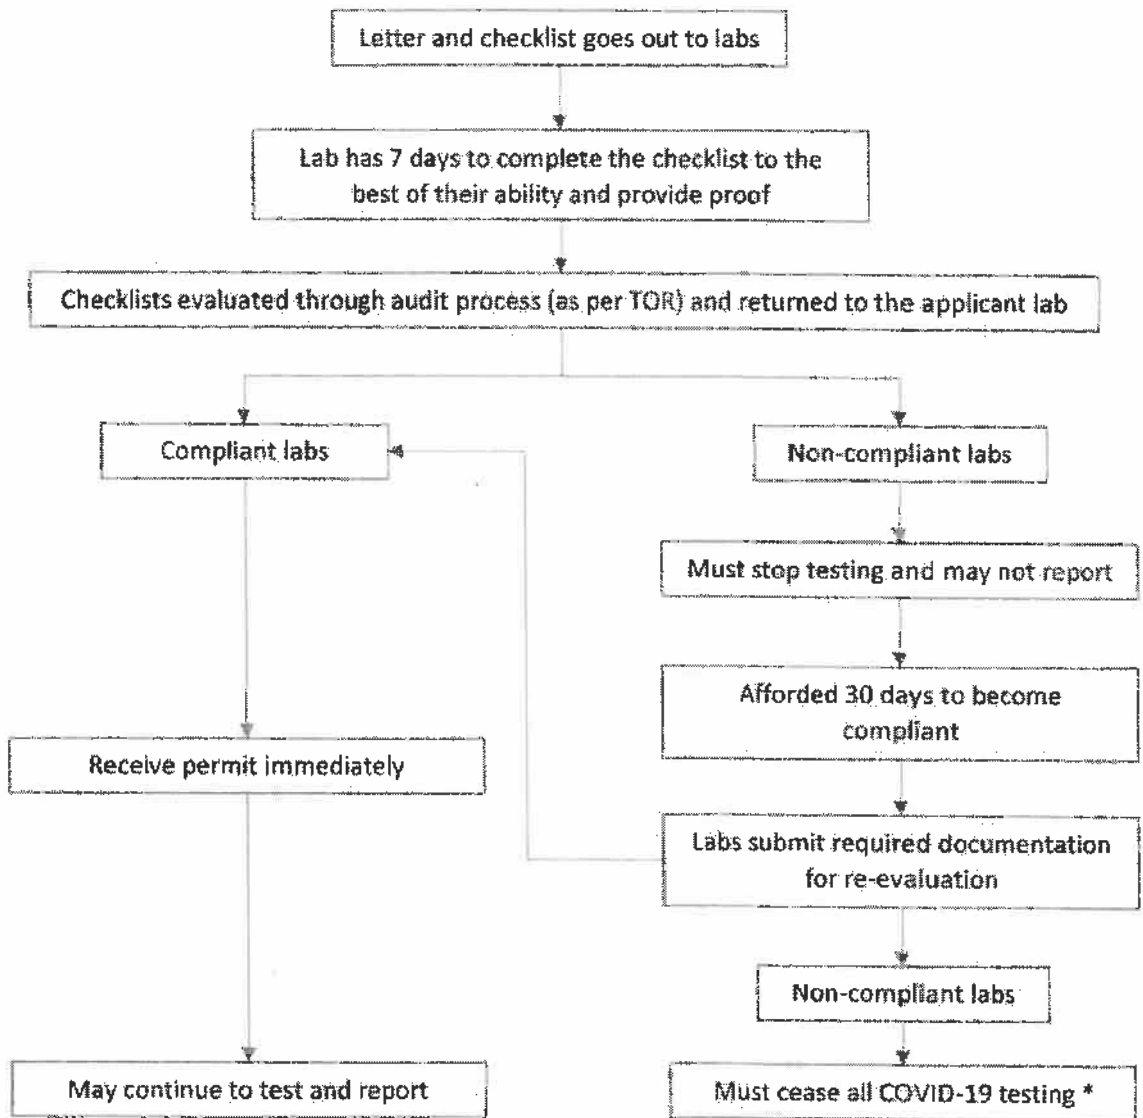 Letter and checklist goes out to labs
Lab has 7 days to complete the checklist to the
best of their ability and provide proof
Checklists evaluated through audit process (as per TOR) and returned to the applicant lab
Compliant labs
Non-compliant labs
Must stop testing and may not report
Afforded 30 days to become
compliant
Receive permit immediately
Labs submit required documentation
for re-evaluation
Non-compliant labs
May continue to test and report
Must cease all COVID-19 testing *